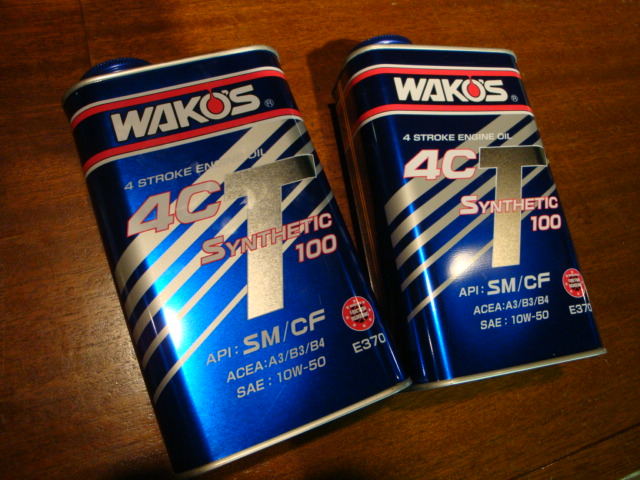 WAKO'S®
4 STROKE ENGINE OIL
4CT
SYNTHETIC
100
API: SM/CF
ACEA:A3/B3/B4
SAE : 10W-50
E370
WAKO'S®
4 STROKE ENGINE OIL
4CT
SYNTHETIC
100
API: SM/CF
ACEA:A3/B3/B4
SAE : 10W-50
E370